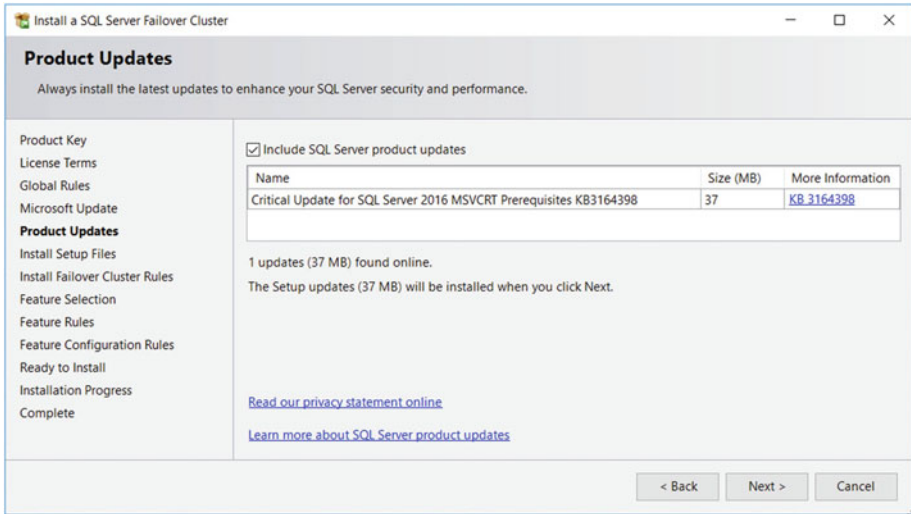 Install a SQL Server Failover Cluster
Product Updates
Always install the latest updates to enhance your SQL Server security and performance.
Product Key
License Terms
Global Rules
Microsoft Update
Product Updates
Install Setup Files
Install Failover Cluster Rules
Feature Selection
Feature Rules
Feature Configuration Rules
Ready to Install
Installation Progress
Complete
Include SQL Server product updates
Name Size (MB) More Information
Critical Update for SQL Server 2016 MSVCRT Prerequisites KB3164398 37 KB 3164398
1 updates (37 MB) found online.
The Setup updates (37 MB) will be installed when you click Next.
Read our privacy statement online
Learn more about SQL Server product updates
< Back Next > Cancel